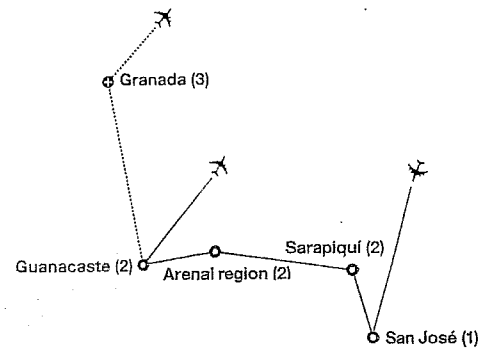 Granada (3)
Sarapiquí (2)
Guanacaste (2)
Arenal region (2)
San José (1)